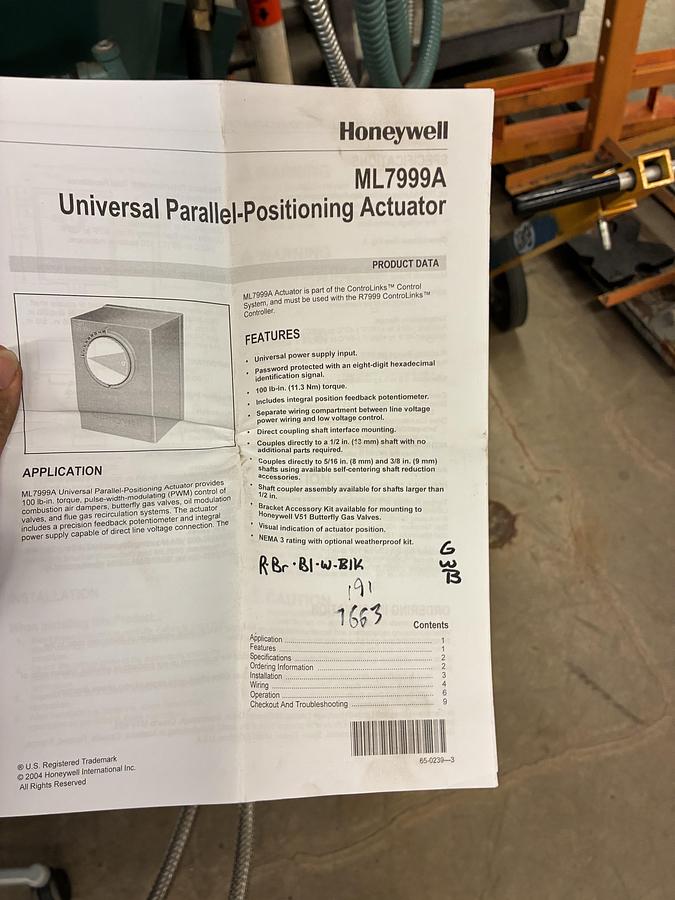 Honeywell
ML7999A
Universal Parallel-Positioning Actuator
PRODUCT DATA
ML7999A Actuator is part of the ControLinks™ Control
System, and must be used with the R7999 ControLinks™
Controller.
FEATURES
• Universal power supply input.
• Password protected with an eight-digit hexadecimal
identification signal.
• 100 lb-in. (11.3 Nm) torque.
• Includes integral position feedback potentiometer.
• Separate wiring compartment between line voltage
power wiring and low voltage control.
• Direct coupling shaft interface mounting.
• Couples directly to a 1/2 in. (13 mm) shaft with no
additional parts required.
• Couples directly to 5/16 in. (8 mm) and 3/8 in. (9 mm)
shafts using available self-centering shaft reduction
accessories.
• Shaft coupler assembly available for shafts larger than
1/2 in.
• Bracket Accessory Kit available for mounting to
Honeywell V51 Butterfly Gas Valves.
• Visual indication of actuator position.
• NEMA 3 rating with optional weatherproof kit.
APPLICATION
ML7999A Universal Parallel-Positioning Actuator provides
100 lb-in. torque, pulse-width-modulating (PWM) control of
combustion air dampers, butterfly gas valves, oil modulation
valves, and flue gas recirculation systems. The actuator
includes a precision feedback potentiometer and integral
power supply capable of direct line voltage connection. The
R Br · Bl-W-Blk
G
W
B
191
7663
Contents
Application ........ 1
Features ........ 1
Specifications ........ 2
Ordering Information ........ 2
Installation ........ 3
Wiring ........ 4
Operation ........ 6
Checkout And Troubleshooting ........ 9
® U.S. Registered Trademark
© 2004 Honeywell International Inc.
All Rights Reserved
65-0239—3